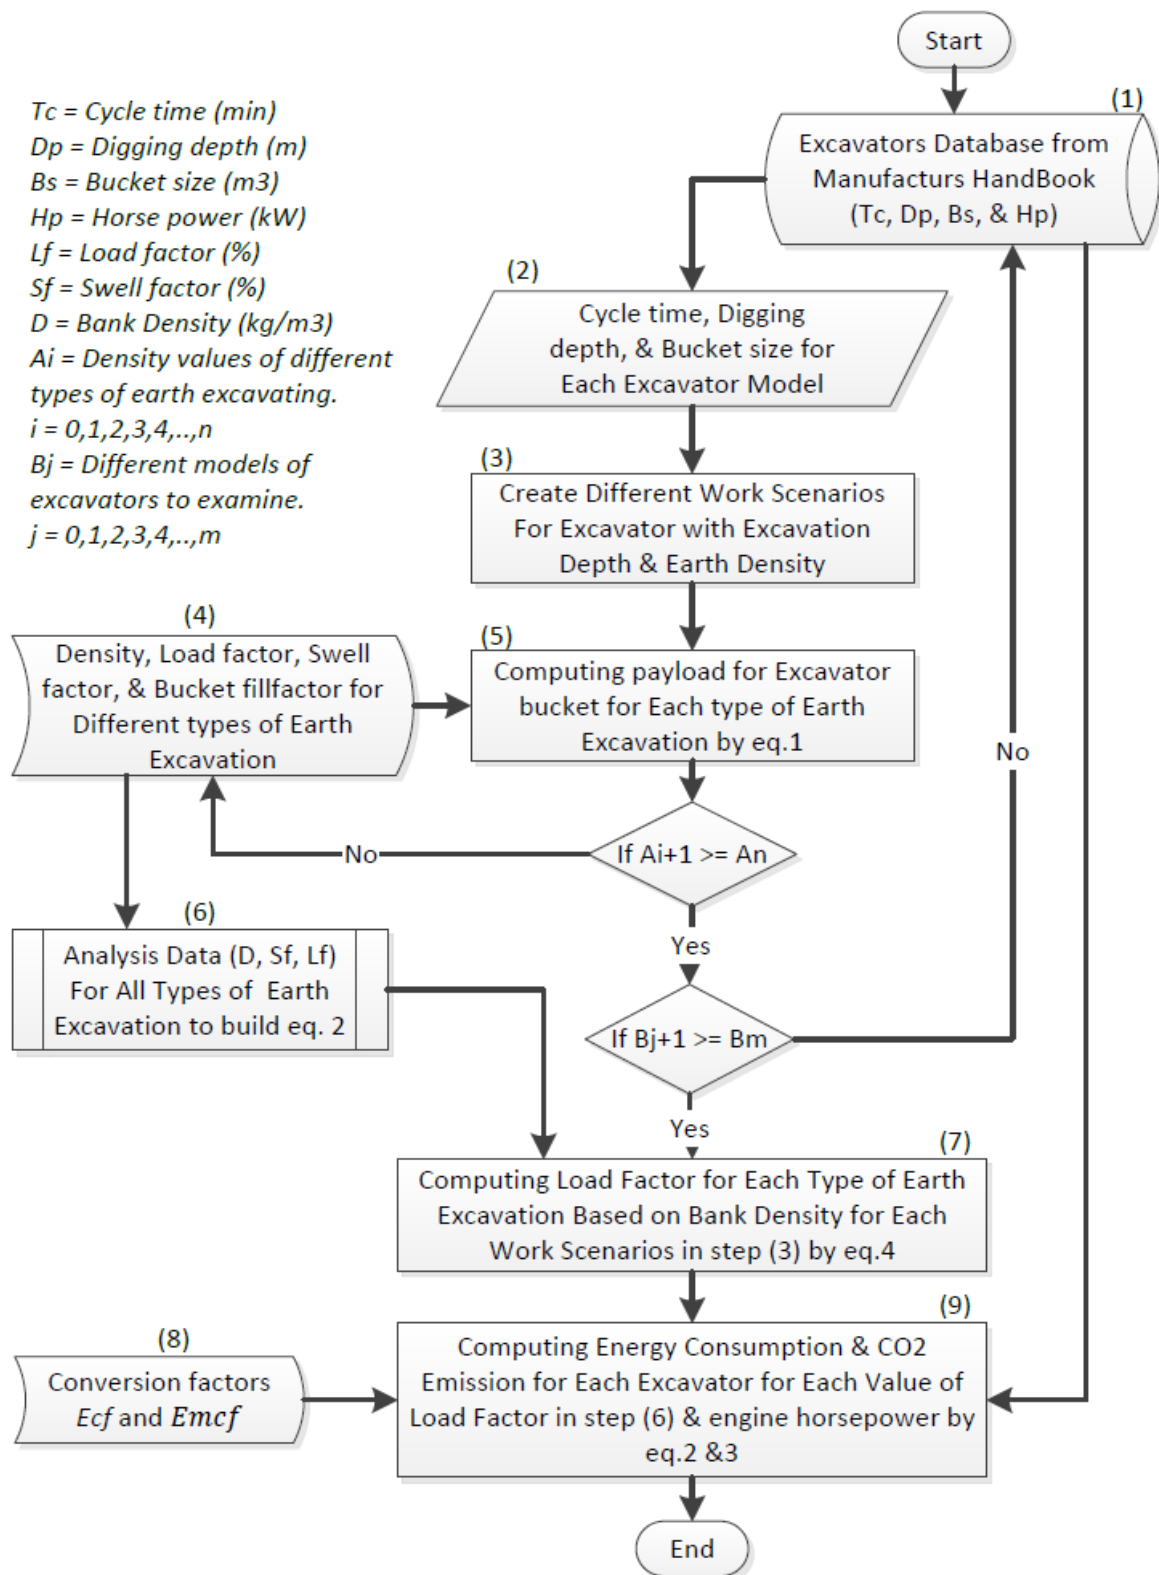 Start
(1)
Excavators Database from
Manufacturs HandBook
(Tc, Dp, Bs, & Hp)
Tc = Cycle time (min)
Dp = Digging depth (m)
Bs = Bucket size (m3)
Hp = Horse power (kW)
Lf = Load factor (%)
Sf = Swell factor (%)
D = Bank Density (kg/m3)
Ai = Density values of different
types of earth excavating.
i = 0,1,2,3,4,..,n
Bj = Different models of
excavators to examine.
j = 0,1,2,3,4,..,m
(2)
Cycle time, Digging
depth, & Bucket size for
Each Excavator Model
(3)
Create Different Work Scenarios
For Excavator with Excavation
Depth & Earth Density
(4)
Density, Load factor, Swell
factor, & Bucket fillfactor for
Different types of Earth
Excavation
(5)
Computing payload for Excavator
bucket for Each type of Earth
Excavation by eq.1
No
If Ai+1 >= An
No
Yes
(6)
Analysis Data (D, Sf, Lf)
For All Types of Earth
Excavation to build eq. 2
If Bj+1 >= Bm
Yes
(7)
Computing Load Factor for Each Type of Earth
Excavation Based on Bank Density for Each
Work Scenarios in step (3) by eq.4
(8)
Conversion factors
Ecf and Emcf
(9)
Computing Energy Consumption & CO2
Emission for Each Excavator for Each Value of
Load Factor in step (6) & engine horsepower by
eq.2 &3
End